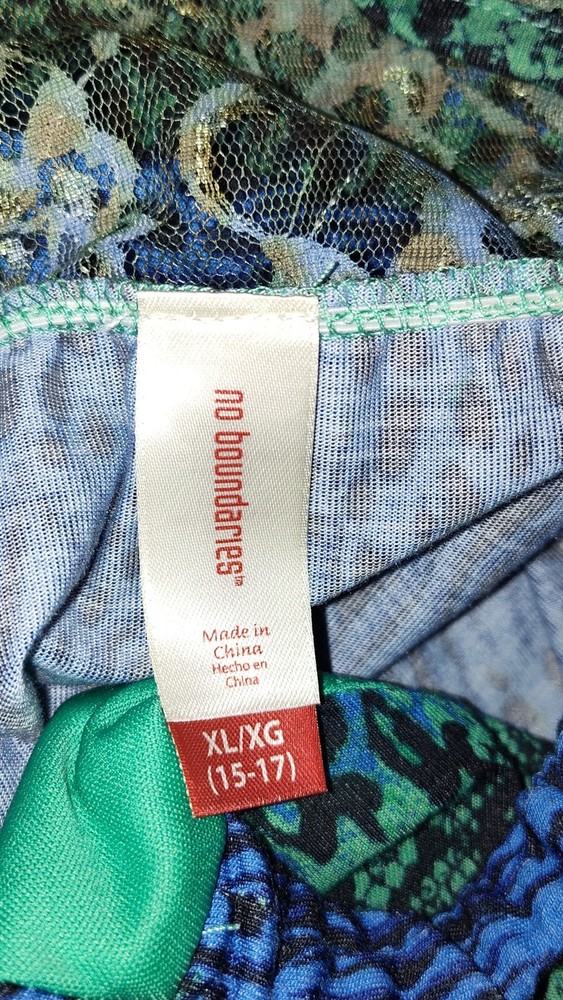 no boundaries™
Made in
China
Hecho en
China
XL/XG
(15-17)